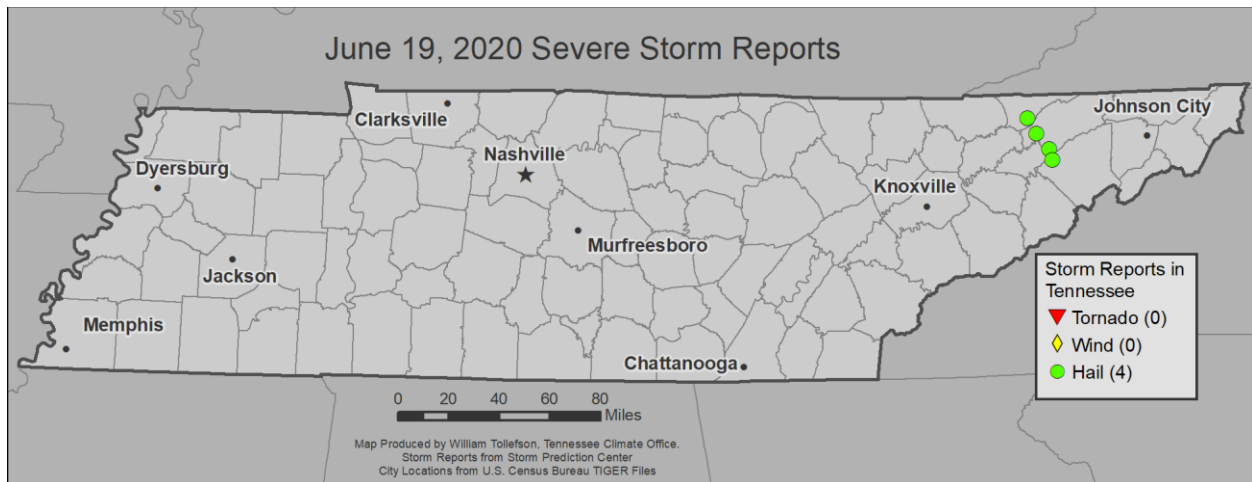 June 19, 2020 Severe Storm Reports
Clarksville
Johnson City
Nashville
Dyersburg
Knoxville
Murfreesboro
Jackson
Memphis
Chattanooga
Storm Reports in
Tennessee
Tornado (0)
Wind (0)
Hail (4)
0 20 40 60 80
Miles
Map Produced by William Tollefson, Tennessee Climate Office.
Storm Reports from Storm Prediction Center
City Locations from U.S. Census Bureau TIGER Files